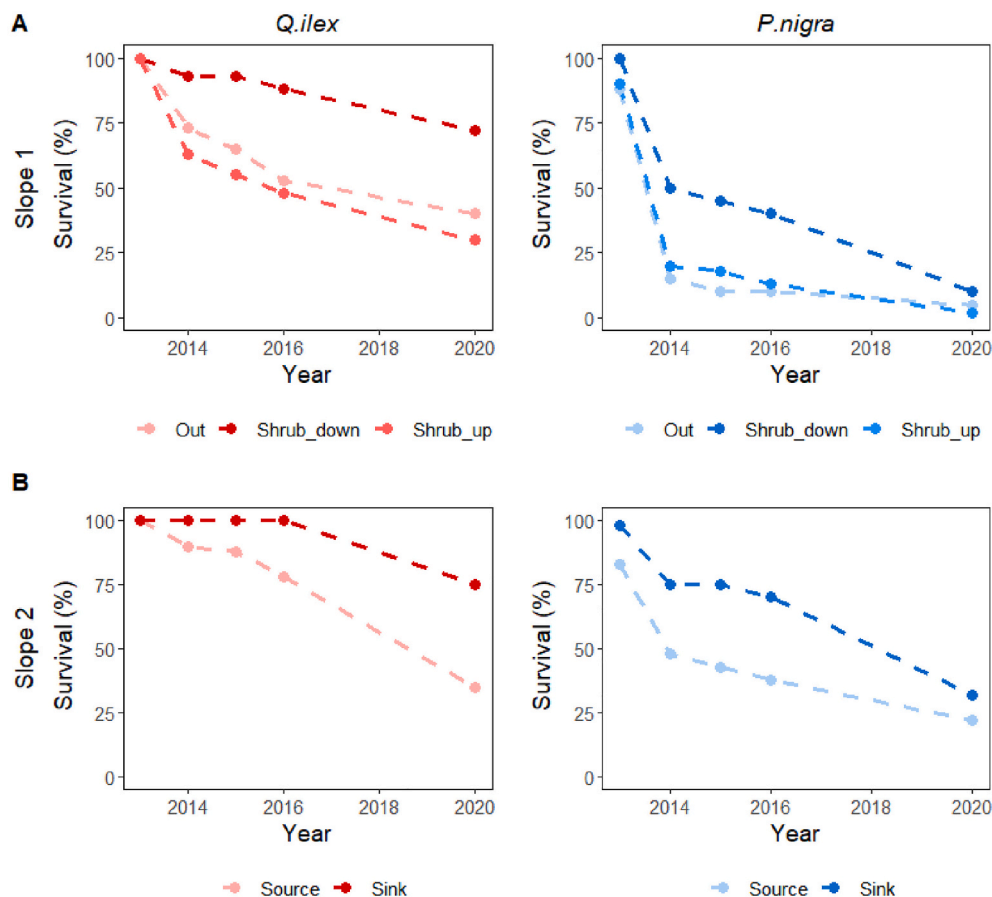 A
Q.ilex
P.nigra
Slope 1
Survival (%)
100
75
50
25
0
2014 2016 2018 2020
Year
Out Shrub_down Shrub_up
Survival (%)
100
75
50
25
0
2014 2016 2018 2020
Year
Out Shrub_down Shrub_up
B
Slope 2
Survival (%)
100
75
50
25
0
2014 2016 2018 2020
Year
Source Sink
Survival (%)
100
75
50
25
0
2014 2016 2018 2020
Year
Source Sink